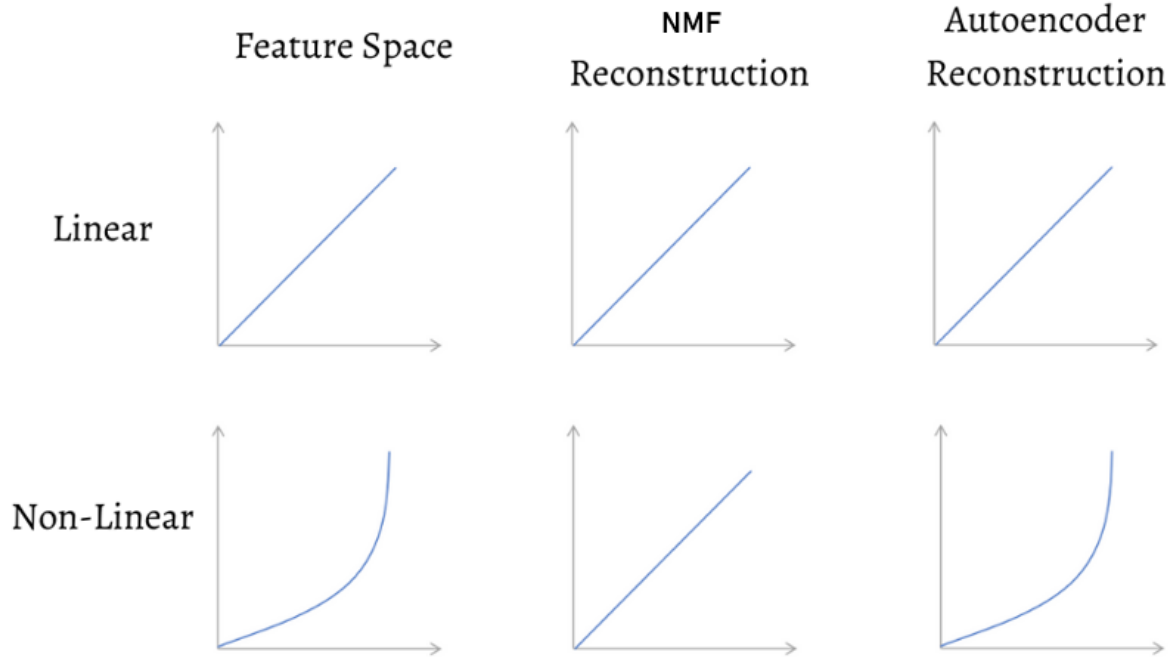 Feature Space
NMF
Reconstruction
Autoencoder
Reconstruction
Linear
Non-Linear